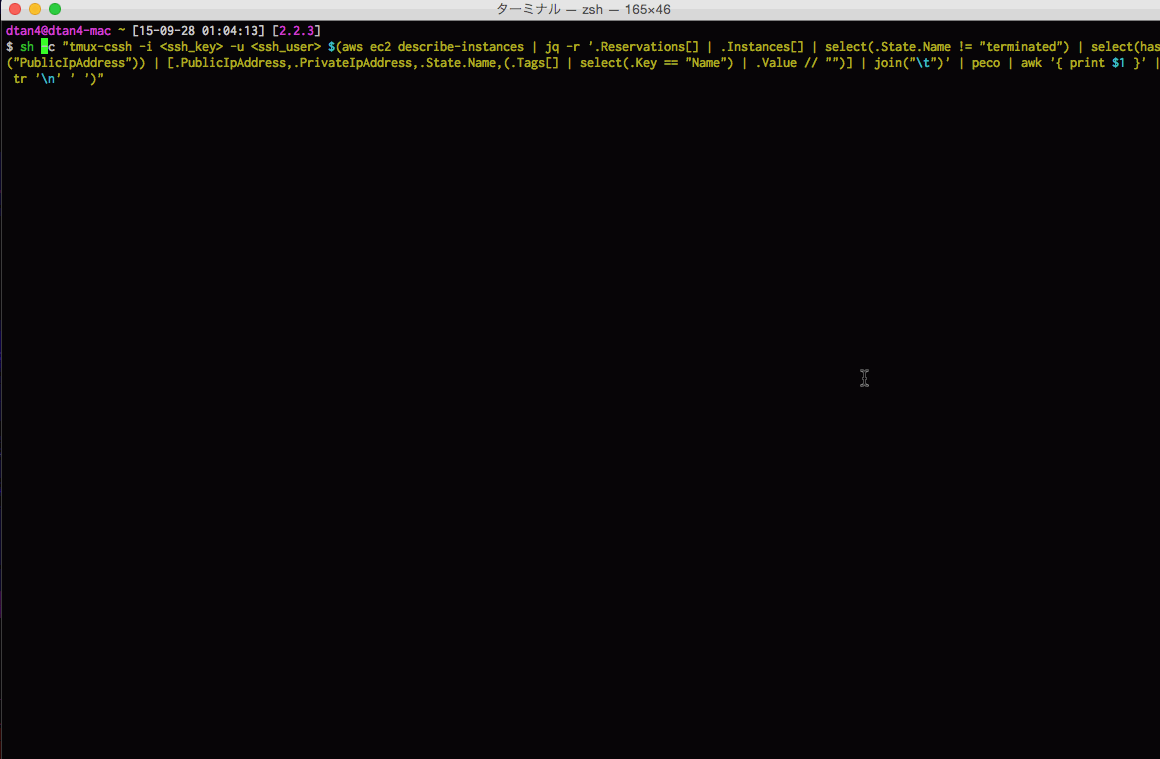 ターミナル — zsh — 165×46
dtan4@dtan4-mac ~ [15-09-28 01:04:13] [2.2.3]
$ sh -c "tmux-cssh -i <ssh_key> -u <ssh_user> $(aws ec2 describe-instances | jq -r '.Reservations[] | .Instances[] | select(.State.Name != "terminated") | select(has
("PublicIpAddress")) | [.PublicIpAddress,.PrivateIpAddress,.State.Name,(.Tags[] | select(.Key == "Name") | .Value // "")] | join("\t")' | peco | awk '{ print $1 }' |
tr '\n' ' ')"